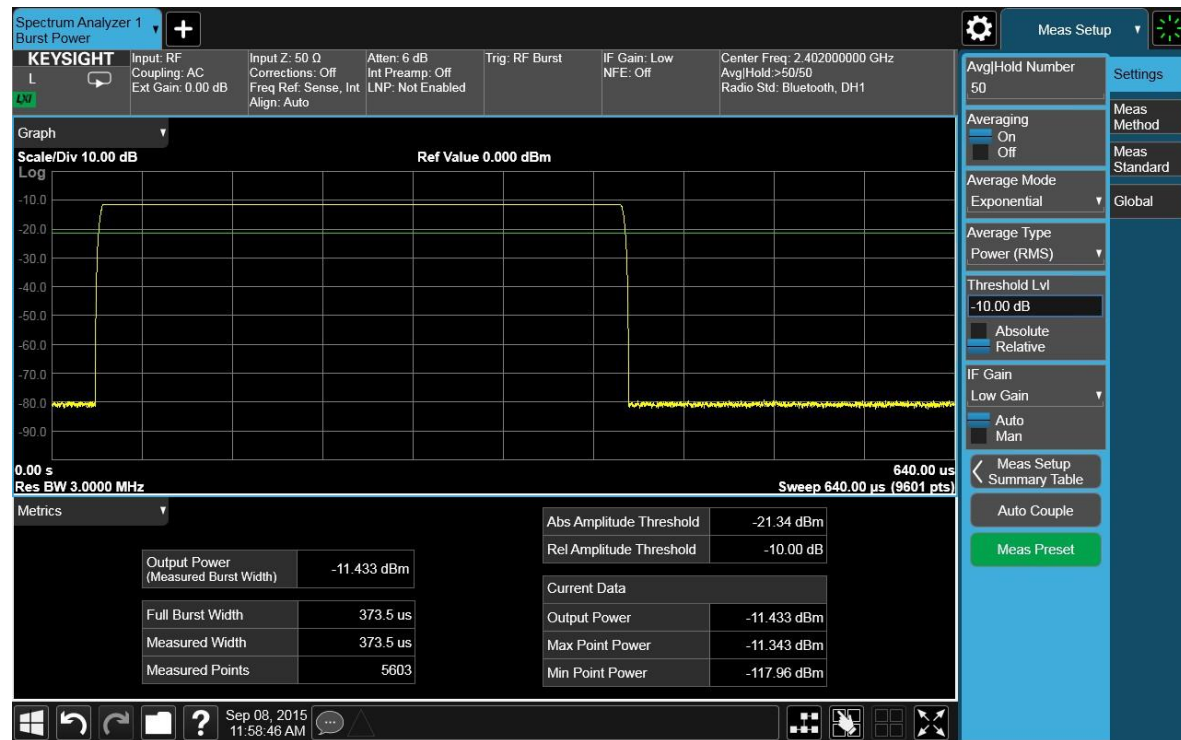 Spectrum Analyzer 1
Burst Power
Meas Setup
KEYSIGHT
L
LXI
Input: RF
Coupling: AC
Ext Gain: 0.00 dB
Input Z: 50 Ω
Corrections: Off
Freq Ref: Sense, Int
Align: Auto
Atten: 6 dB
Int Preamp: Off
LNP: Not Enabled
Trig: RF Burst
IF Gain: Low
NFE: Off
Center Freq: 2.402000000 GHz
Avg|Hold:>50/50
Radio Std: Bluetooth, DH1
Graph
Scale/Div 10.00 dB
Ref Value 0.000 dBm
Log
-10.0
-20.0
-30.0
-40.0
-50.0
-60.0
-70.0
-80.0
-90.0
0.00 s
640.00 us
Res BW 3.0000 MHz
Sweep 640.00 µs (9601 pts)
Metrics
Output Power
(Measured Burst Width)
-11.433 dBm
Full Burst Width 373.5 us
Measured Width 373.5 us
Measured Points 5603
Abs Amplitude Threshold -21.34 dBm
Rel Amplitude Threshold -10.00 dB
Current Data
Output Power -11.433 dBm
Max Point Power -11.343 dBm
Min Point Power -117.96 dBm
Avg|Hold Number
50
Averaging
On
Off
Average Mode
Exponential
Average Type
Power (RMS)
Threshold Lvl
-10.00 dB
Absolute
Relative
IF Gain
Low Gain
Auto
Man
Meas Setup
Summary Table
Auto Couple
Meas Preset
Settings
Meas
Method
Meas
Standard
Global
?
Sep 08, 2015
11:58:46 AM